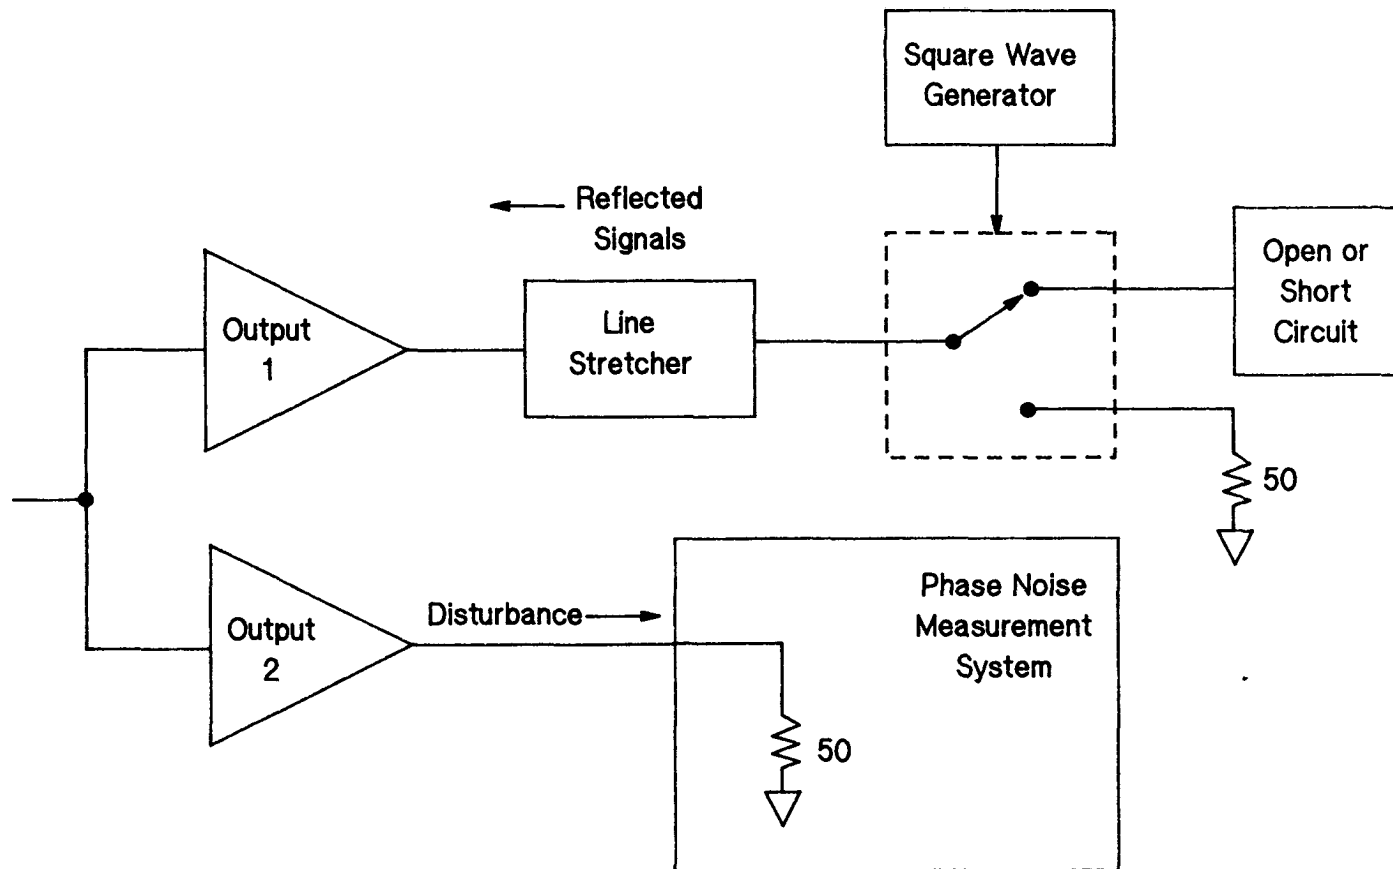 Square Wave
Generator
Reflected
Signals
Open or
Short
Circuit
Output
1
Line
Stretcher
50
Output
2
Disturbance
Phase Noise
Measurement
System
50